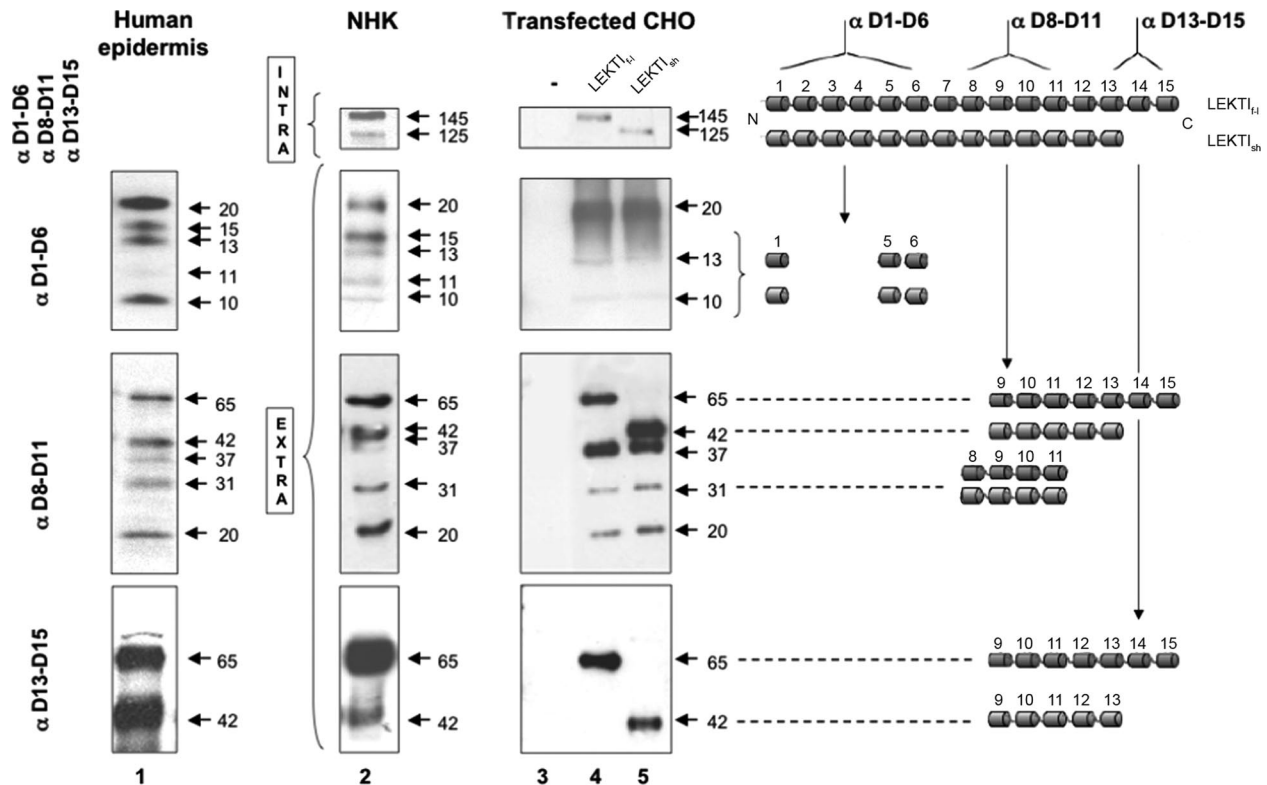 Human epidermis
NHK
Transfected CHO
α D1-D6
α D8-D11
α D13-D15
α D1-D6
α D8-D11
α D13-D15
INTRA
- LEKTIf-l LEKTIsh
145
125
145
125
1 2 3 4 5 6 7 8 9 10 11 12 13 14 15
LEKTIf-l
N
C
LEKTIsh
α D1-D6
20
15
13
11
10
20
15
13
11
10
20
13
10
1 5 6
EXTRA
α D8-D11
65
42
37
31
20
65
42
37
31
20
65
42
37
31
20
9 10 11 12 13 14 15
8 9 10 11
α D13-D15
65
42
65
42
65
42
9 10 11 12 13 14 15
9 10 11 12 13
1 2 3 4 5